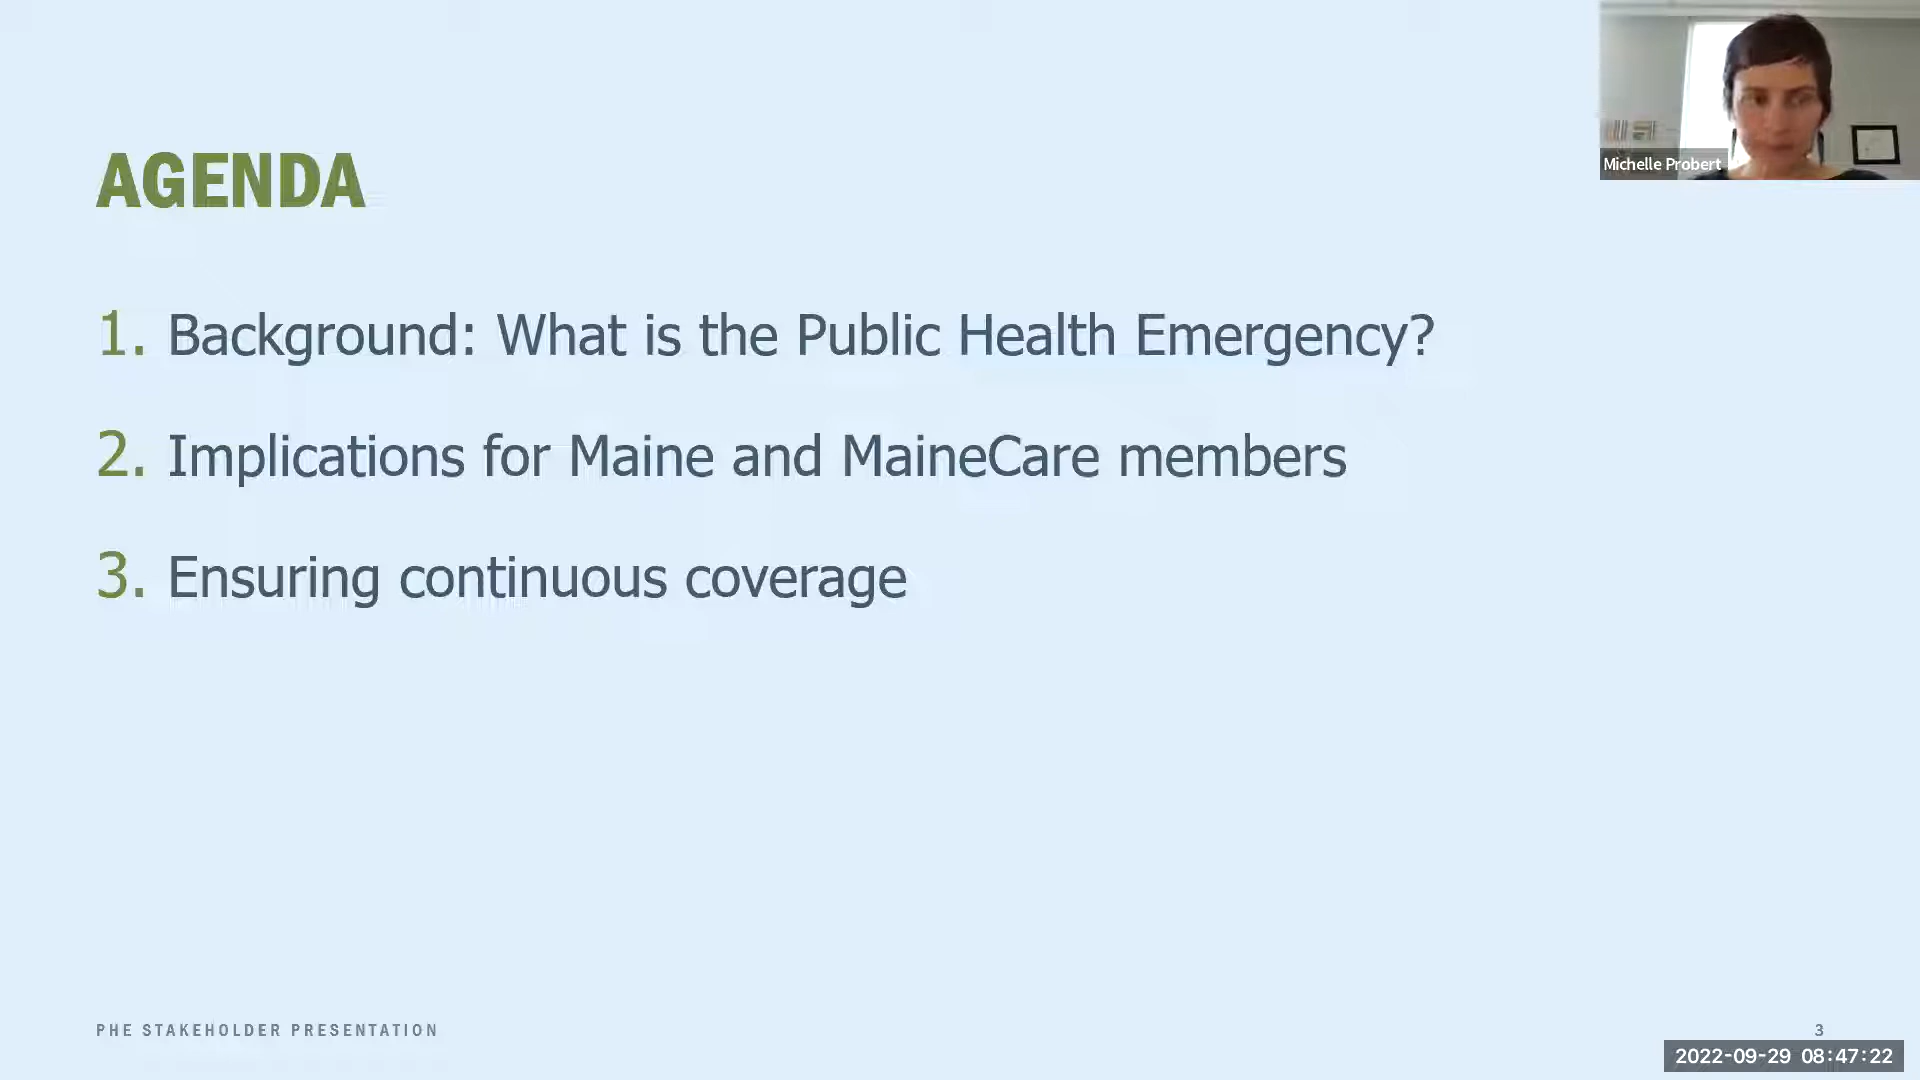 Michelle Probert
AGENDA
1. Background: What is the Public Health Emergency?
2. Implications for Maine and MaineCare members
3. Ensuring continuous coverage
PHE STAKEHOLDER PRESENTATION
3
2022-09-29 08:47:22